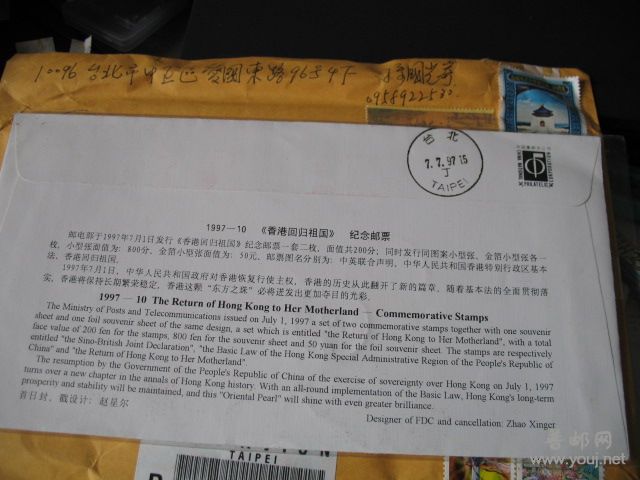 10096 台北市中正區愛國東路96号4F
0958922530
台北
7.7.97 15
丁
TAIPEI
1997—10 《香港回归祖国》 纪念邮票
邮电部于1997年7月1日发行《香港回归祖国》纪念邮票一套二枚，面值共200分；同时发行同图案小型张、金箔小型张各一
枚，小型张面值为：800分，金箔小型张面值为：50元。邮票图名分别为：中英联合声明，中华人民共和国香港特别行政区基本
法，香港回归祖国。
1997年7月1日，中华人民共和国政府对香港恢复行使主权，香港的历史从此翻开了新的篇章，随着基本法的全面贯彻落
实，香港将保持长期繁荣稳定，香港这颗“东方之珠”必将迸发出更加夺目的光彩。
1997 — 10 The Return of Hong Kong to Her Motherland — Commemorative Stamps
The Ministry of Posts and Telecommunications issued on July 1, 1997 a set of two commemorative stamps together with one souvenir
sheet and one foil souvenir sheet of the same design, a set which is entitled "the Return of Hong Kong to Her Motherland", with a total
face value of 200 fen for the stamps, 800 fen for the souvenir sheet and 50 yuan for the foil souvenir sheet. The stamps are respectively
entitled "the Sino-British Joint Declaration", "the Basic Law of the Hong Kong Special Administrative Region of the People's Republic of
China" and "the Return of Hong Kong to Her Motherland".
The resumption by the Government of the People's Republic of China of the exercise of sovereignty over Hong Kong on July 1, 1997
turns over a new chapter in the annals of Hong Kong history. With an all-round implementation of the Basic Law, Hong Kong's long-term
prosperity and stability will be maintained, and this "Oriental Pearl" will shine with even greater brilliance.
首日封、戳设计：赵星尔
Designer of FDC and cancellation: Zhao Xinger
TAIPEI
普邮网
www.youj.net